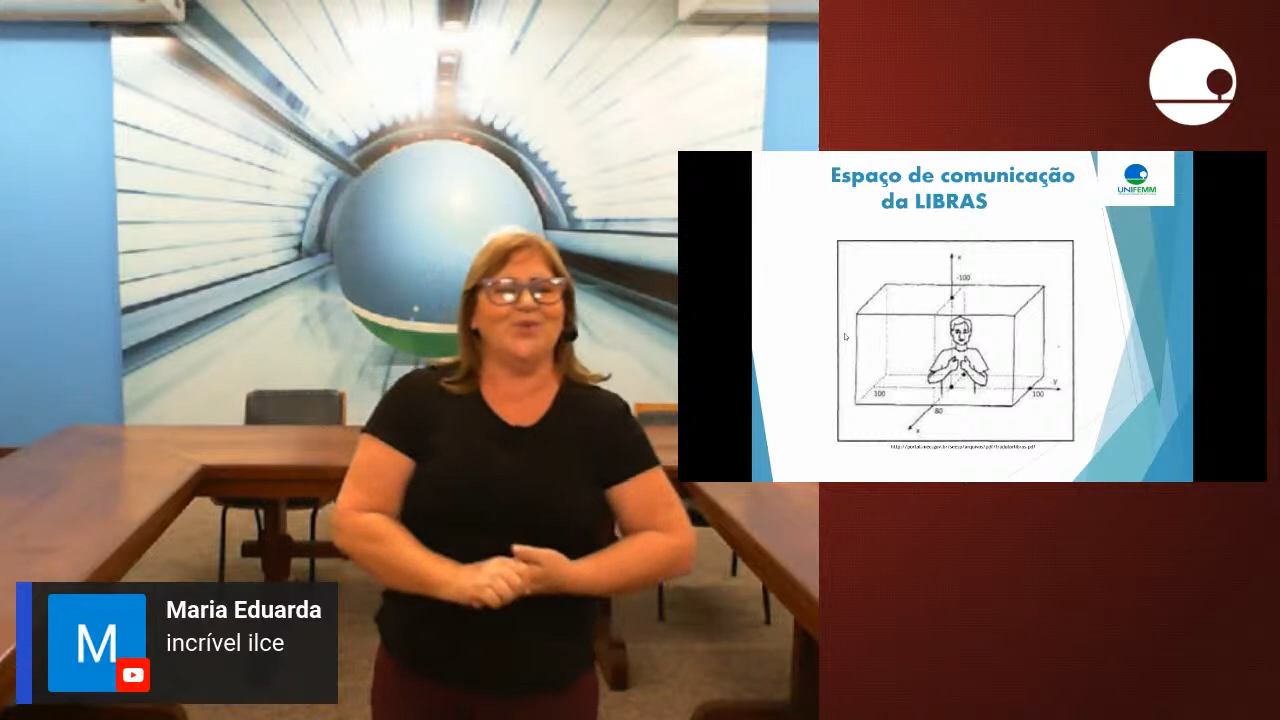 Espaço de comunicação
da LIBRAS
UNIFEMM
x
-100
100
Y
100
80
x
Maria Eduarda
incrível ilce
M